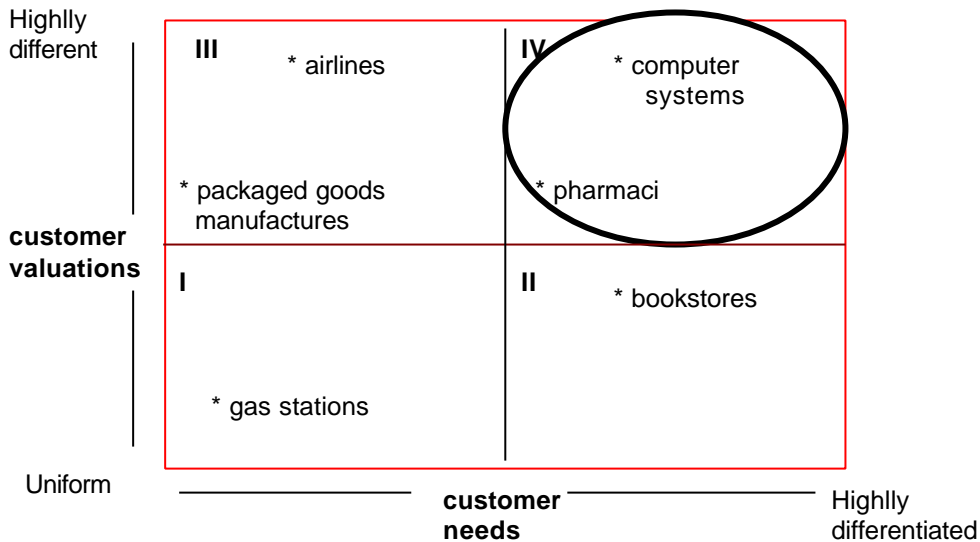 Highlly
different
III
* airlines
IV
* computer
systems
* packaged goods
manufactures
* pharmaci
customer
valuations
I
II
* bookstores
* gas stations
Uniform
customer
needs
Highlly
differentiated